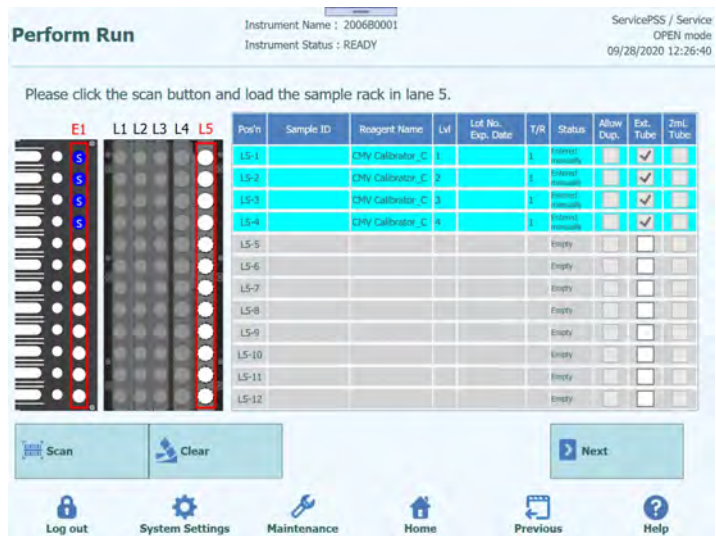 Perform Run
Instrument Name : 200680001
Instrument Status : READY
ServicePSS / Service
OPEN mode
09/28/2020 12:26:40
Please click the scan button and load the sample rack in lane 5.
E1 L1 L2 L3 L4 L5
Pos'n Sample ID Reagent Name Lvl Lot No. Exp. Date T/R Status Allow Dup. Ext. Tube 2mL Tube
S L5-1 CMV Calibrator_C 1 1 Entered manually
S L5-2 CMV Calibrator_C 2 1 Entered manually
S L5-3 CMV Calibrator_C 3 1 Entered manually
S L5-4 CMV Calibrator_C 4 1 Entered manually
L5-5 Empty
L5-6 Empty
L5-7 Empty
L5-8 Empty
L5-9 Empty
L5-10 Empty
L5-11 Empty
L5-12 Empty
Scan Clear Next
Log out System Settings Maintenance Home Previous Help